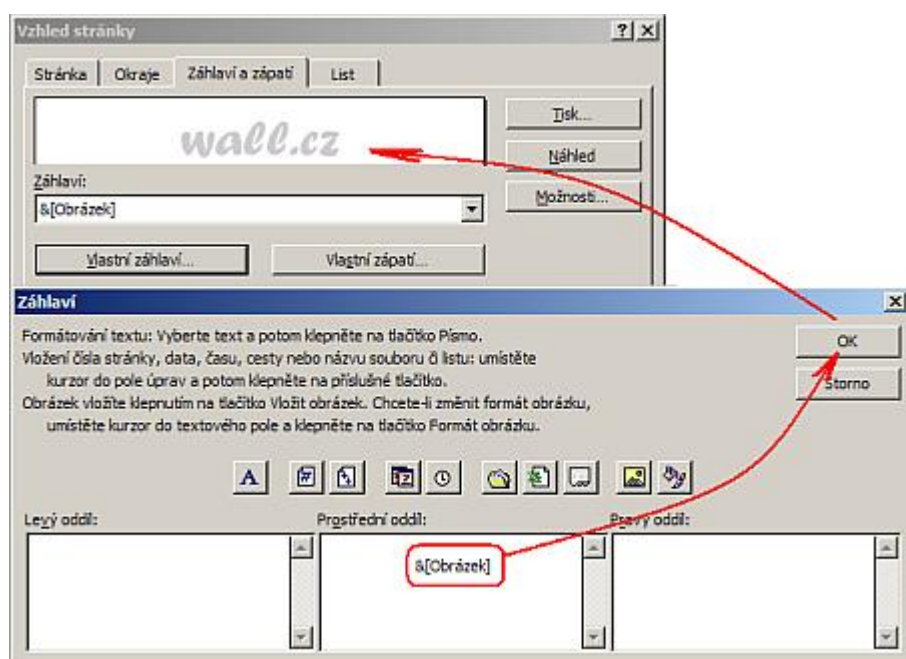 Vzhled stránky
Stránka
Okraje
Záhlaví a zápatí
List
wall.cz
Tisk...
Náhled
Možnosti...
Záhlaví:
&[Obrázek]
Vlastní záhlaví...
Vlastní zápatí...
Záhlaví
Formátování textu: Vyberte text a potom klepněte na tlačítko Písmo.
Vložení čísla stránky, data, času, cesty nebo názvu souboru či listu: umístěte
kurzor do pole úprav a potom klepněte na příslušné tlačítko.
Obrázek vložíte klepnutím na tlačítko Vložit obrázek. Chcete-li změnit formát obrázku,
umístěte kurzor do textového pole a klepněte na tlačítko Formát obrázku.
OK
Storno
A
Levý oddíl:
Prostřední oddíl:
Pravý oddíl:
&[Obrázek]